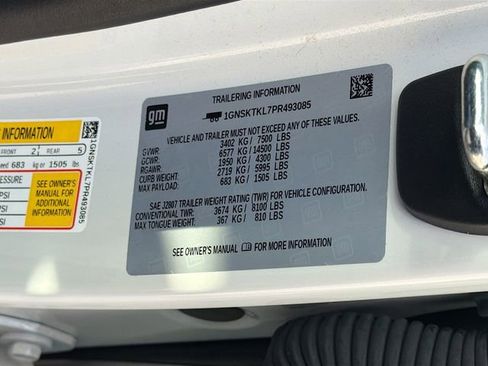 TRAILERING INFORMATION
gm
1GNSKTKL7PR493085
VEHICLE AND TRAILER MUST NOT EXCEED ANY OF THESE VALUES.
GVWR: 3402 KG / 7500 LBS
GCWR: 6577 KG / 14500 LBS
RGAWR: 1950 KG / 4300 LBS
CURB WEIGHT: 2719 KG / 5995 LBS
MAX PAYLOAD: 683 KG / 1505 LBS
SAE J2807 TRAILER WEIGHT RATING (TWR) FOR VEHICLE CONFIGURATION.
CONVENTIONAL TWR: 3674 KG / 8100 LBS
MAX TONGUE WEIGHT: 367 KG / 810 LBS
SEE OWNER'S MANUAL FOR MORE INFORMATION
INFORMATION
FRONT 2 REAR 5
683 kg or 1505 lbs
PRESSURE
PSI
PSI
PSI
SEE OWNER'S
MANUAL FOR
ADDITIONAL
INFORMATION
1GNSKTKL7PR493085